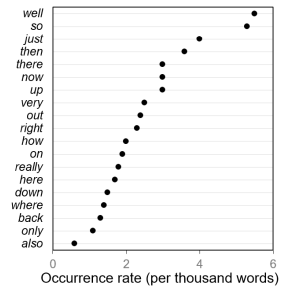 well
so
just
then
there
now
up
very
out
right
how
on
really
here
down
where
back
only
also
0 2 4 6
Occurrence rate (per thousand words)